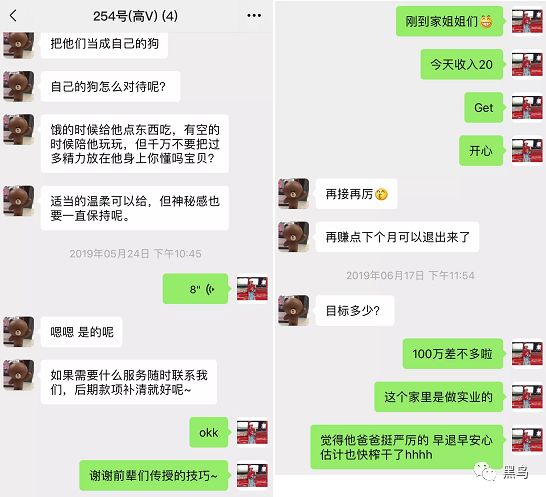 254号(高V) (4)
把他们当成自己的狗
自己的狗怎么对待呢?
饿的时候给他点东西吃,有空的
时候陪他玩玩,但千万不要把过
多精力放在他身上你懂吗宝贝?
适当的温柔可以给,但神秘感也
要一直保持呢。
2019年05月24日 下午10:45
8"
嗯嗯 是的呢
如果需要什么服务随时联系我
们,后期款项补清就好呢~
okk
谢谢前辈们传授的技巧~
刚到家姐姐们😁
今天收入20
Get
开心
再接再厉🤫
再赚点下个月可以退出来了
2019年06月17日 下午11:54
目标多少?
100万差不多啦
这个家里是做实业的
觉得他爸爸挺严厉的 早退早安心
估计也快榨干了hhhh
黑鸟